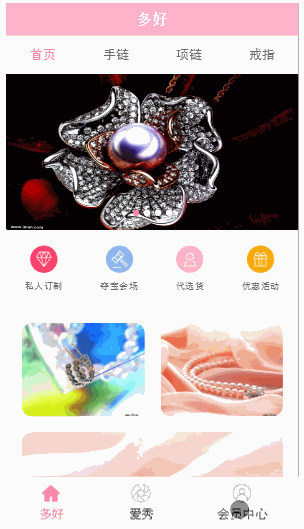 多好
首页 手链 项链 戒指
私人订制 夺宝会场 代选货 优惠活动
多好 爱秀 会员中心